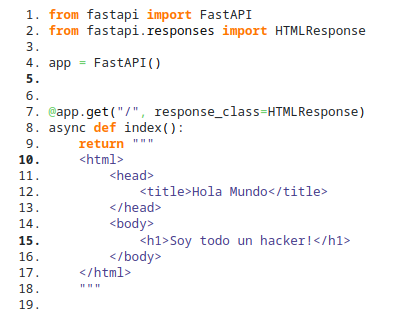 1. from fastapi import FastAPI
2. from fastapi.responses import HTMLResponse
3.
4. app = FastAPI()
5.
6.
7. @app.get("/", response_class=HTMLResponse)
8. async def index():
9.     return """
10.     <html>
11.         <head>
12.             <title>Hola Mundo</title>
13.         </head>
14.         <body>
15.             <h1>Soy todo un hacker!</h1>
16.         </body>
17.     </html>
18.     """
19.